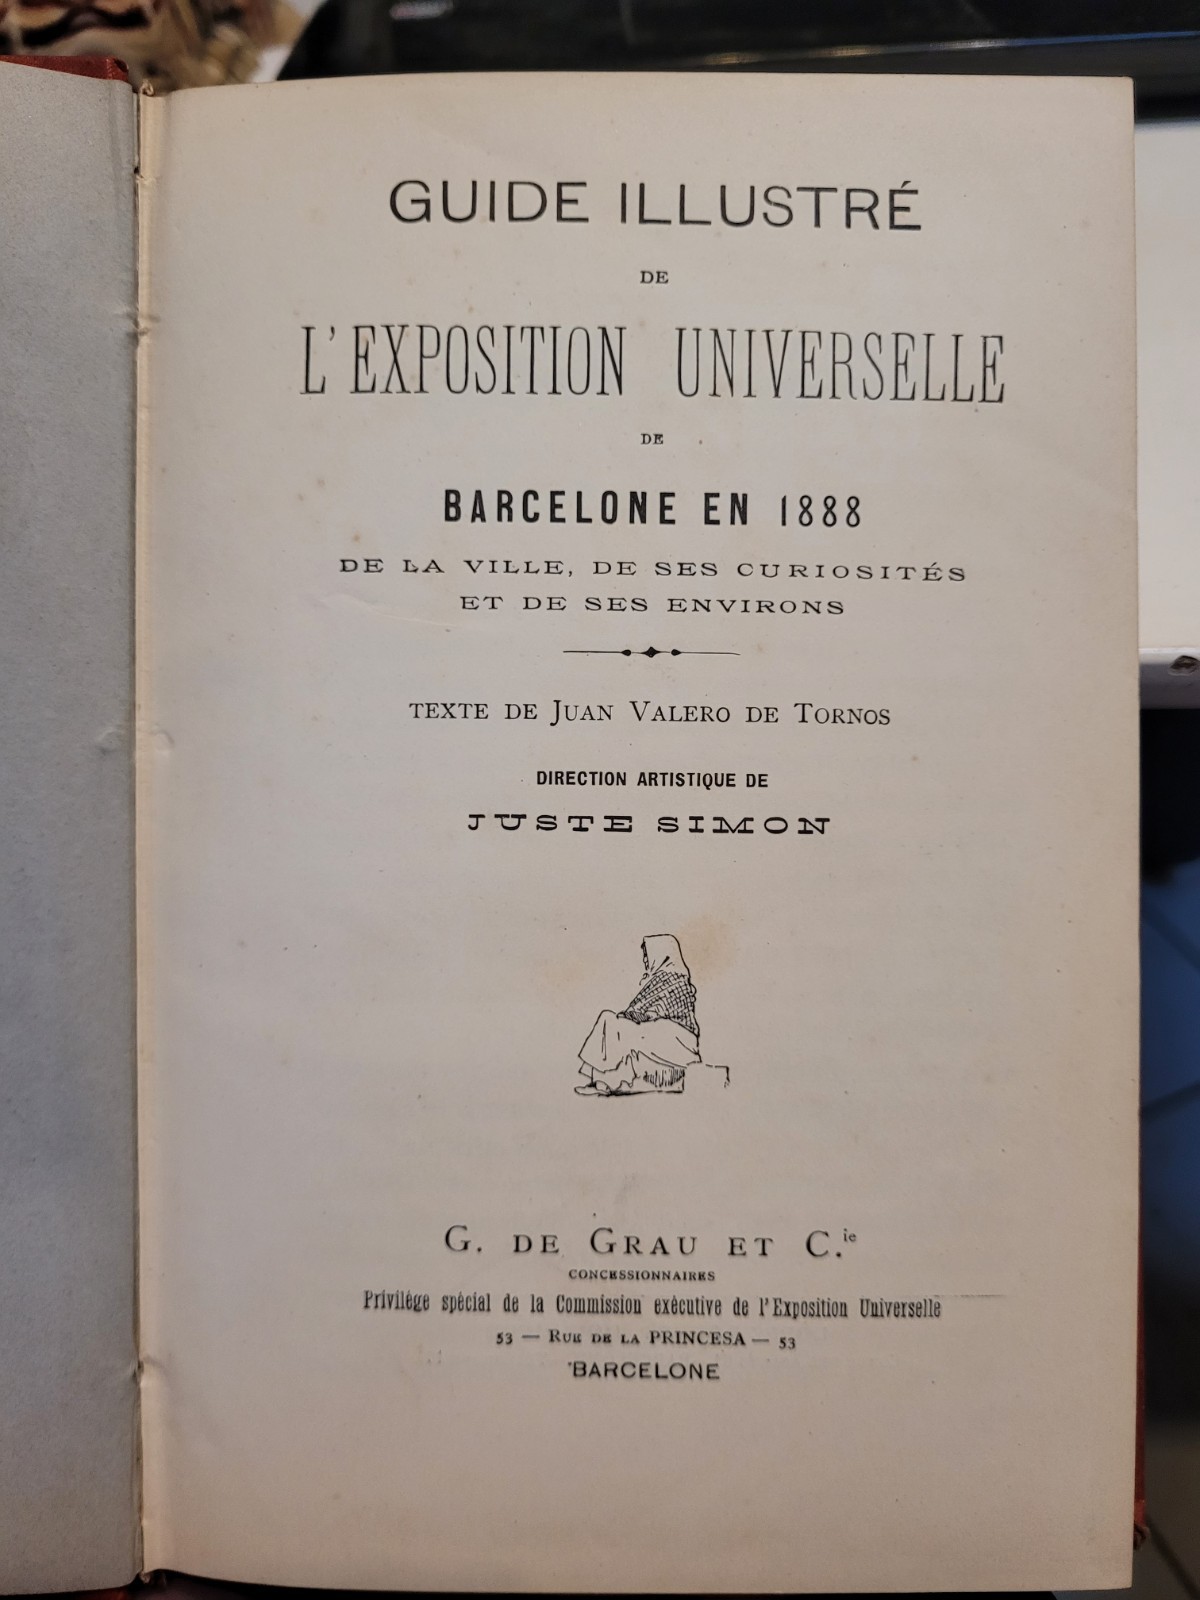 GUIDE ILLUSTRÉ
DE
L'EXPOSITION UNIVERSELLE
DE
BARCELONE EN 1888
DE LA VILLE, DE SES CURIOSITÉS
ET DE SES ENVIRONS
TEXTE DE JUAN VALERO DE TORNOS
DIRECTION ARTISTIQUE DE
JUSTE SIMON
G. DE GRAU ET C.ie
CONCESSIONNAIRES
Privilége spécial de la Commission exécutive de l'Exposition Universelle
53 — RUE DE LA PRINCESA — 53
BARCELONE